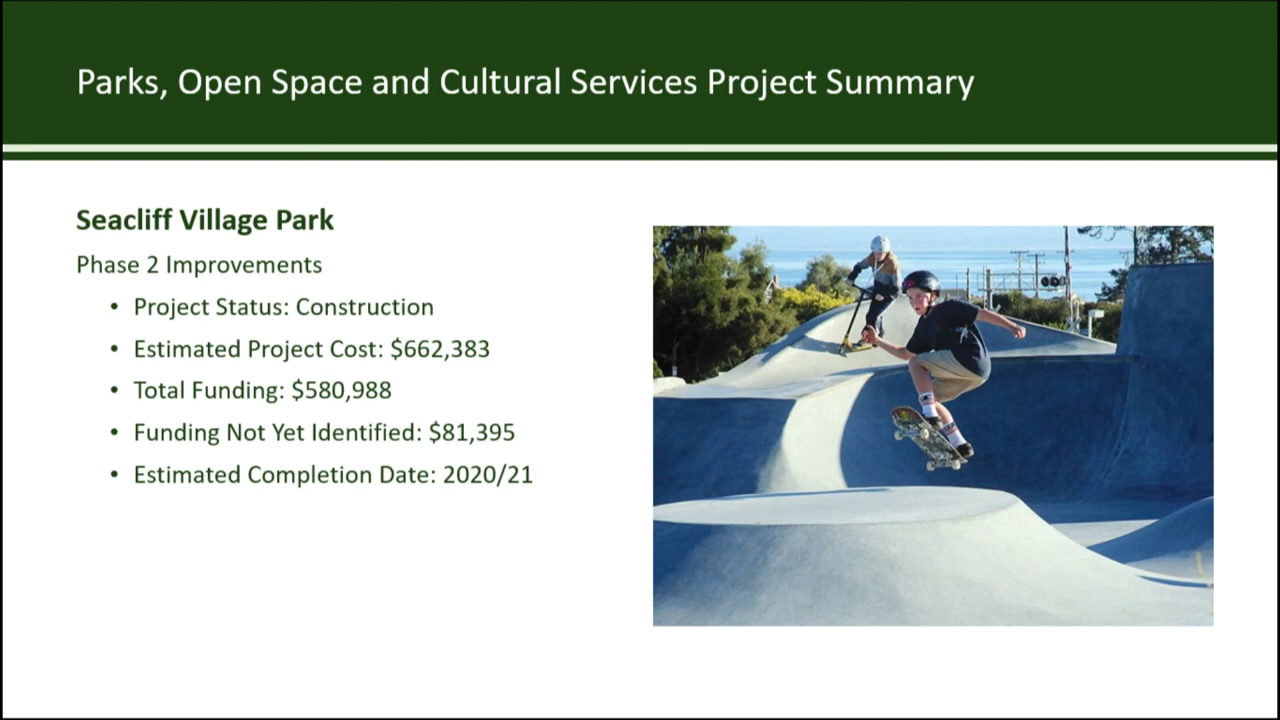 Parks, Open Space and Cultural Services Project Summary
Seacliff Village Park
Phase 2 Improvements
• Project Status: Construction
• Estimated Project Cost: $662,383
• Total Funding: $580,988
• Funding Not Yet Identified: $81,395
• Estimated Completion Date: 2020/21